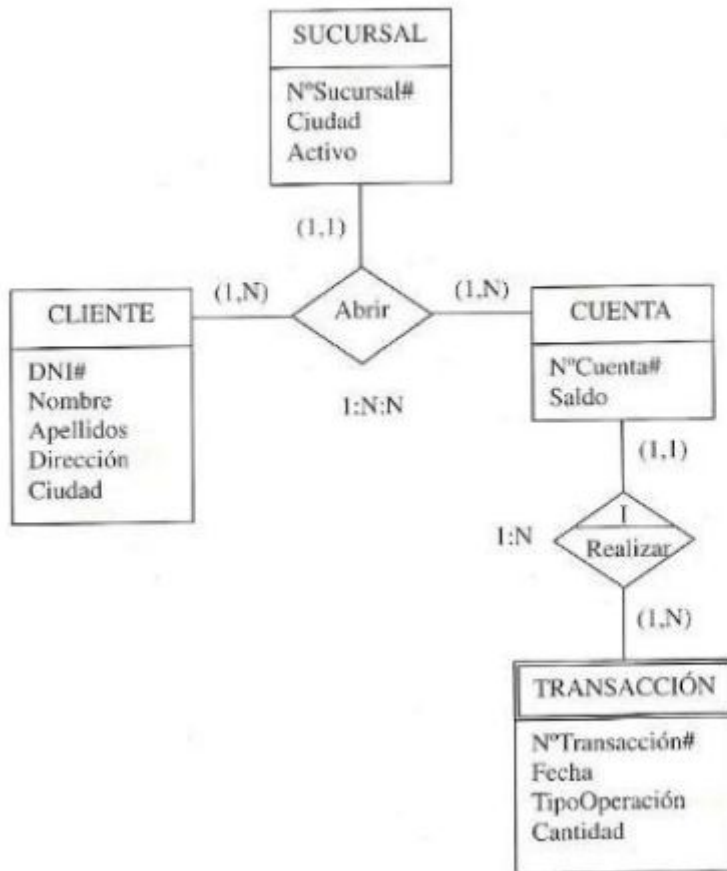 SUCURSAL
NºSucursal#
Ciudad
Activo
(1,1)
(1,N)
Abrir
(1,N)
CLIENTE
DNI#
Nombre
Apellidos
Dirección
Ciudad
1:N:N
CUENTA
NºCuenta#
Saldo
(1,1)
I
1:N
Realizar
(1,N)
TRANSACCIÓN
NºTransacción#
Fecha
TipoOperación
Cantidad